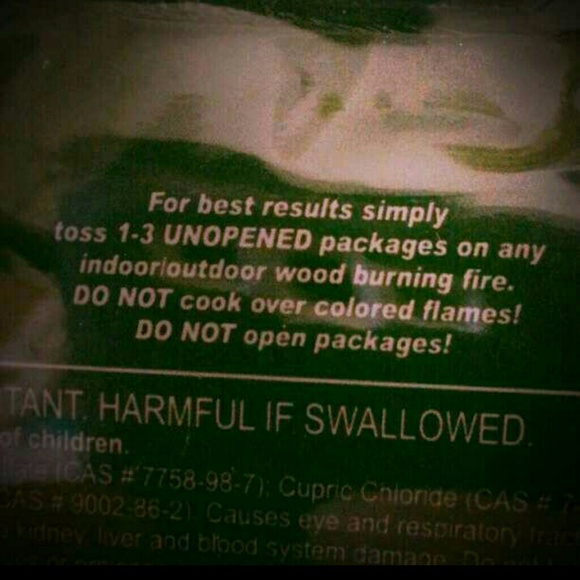 For best results simply
toss 1-3 UNOPENED packages on any
indoor/outdoor wood burning fire.
DO NOT cook over colored flames!
DO NOT open packages!
TANT. HARMFUL IF SWALLOWED.
of children.
(CAS # 7758-98-7); Cupric Chloride (CAS # 7
CAS # 9002-86-2). Causes eye and respiratory
kidney, liver and blood system damage. Do